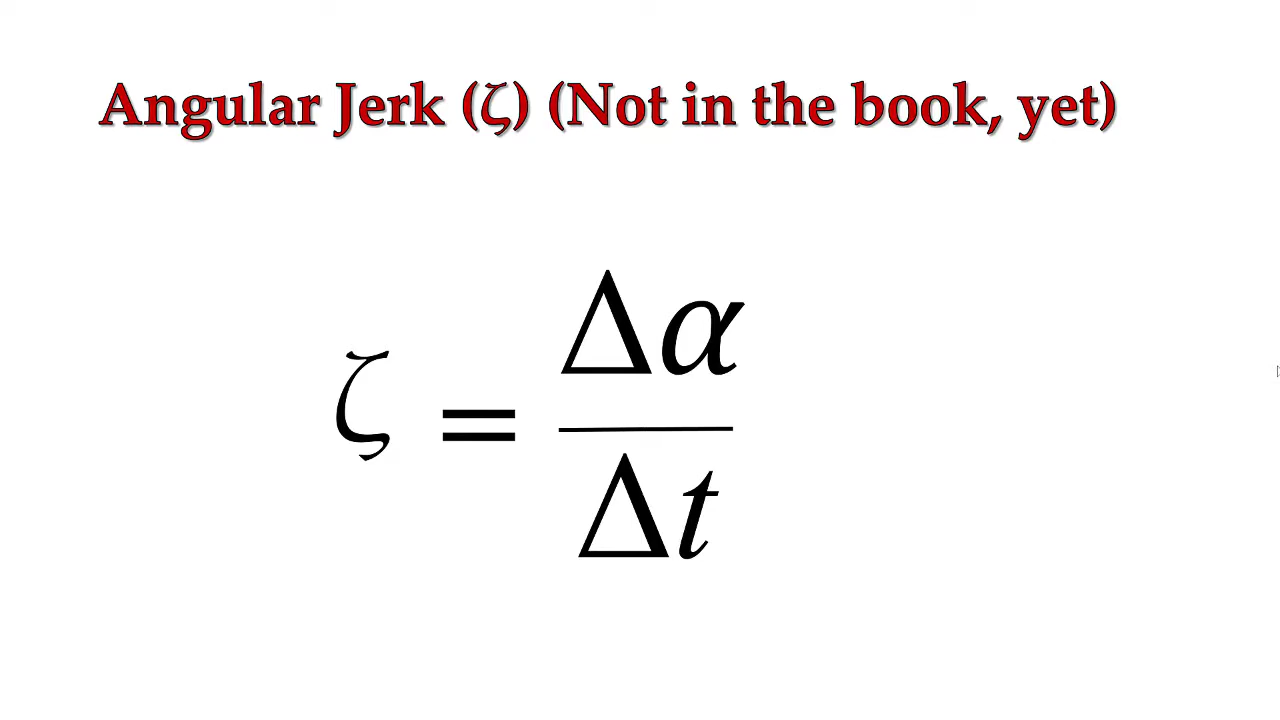 Angular Jerk (ζ) (Not in the book, yet)
ζ = Δα / Δt